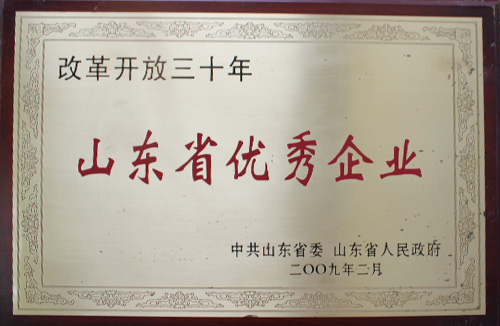 改革开放三十年
山东省优秀企业
中共山东省委 山东省人民政府
二〇〇九年二月